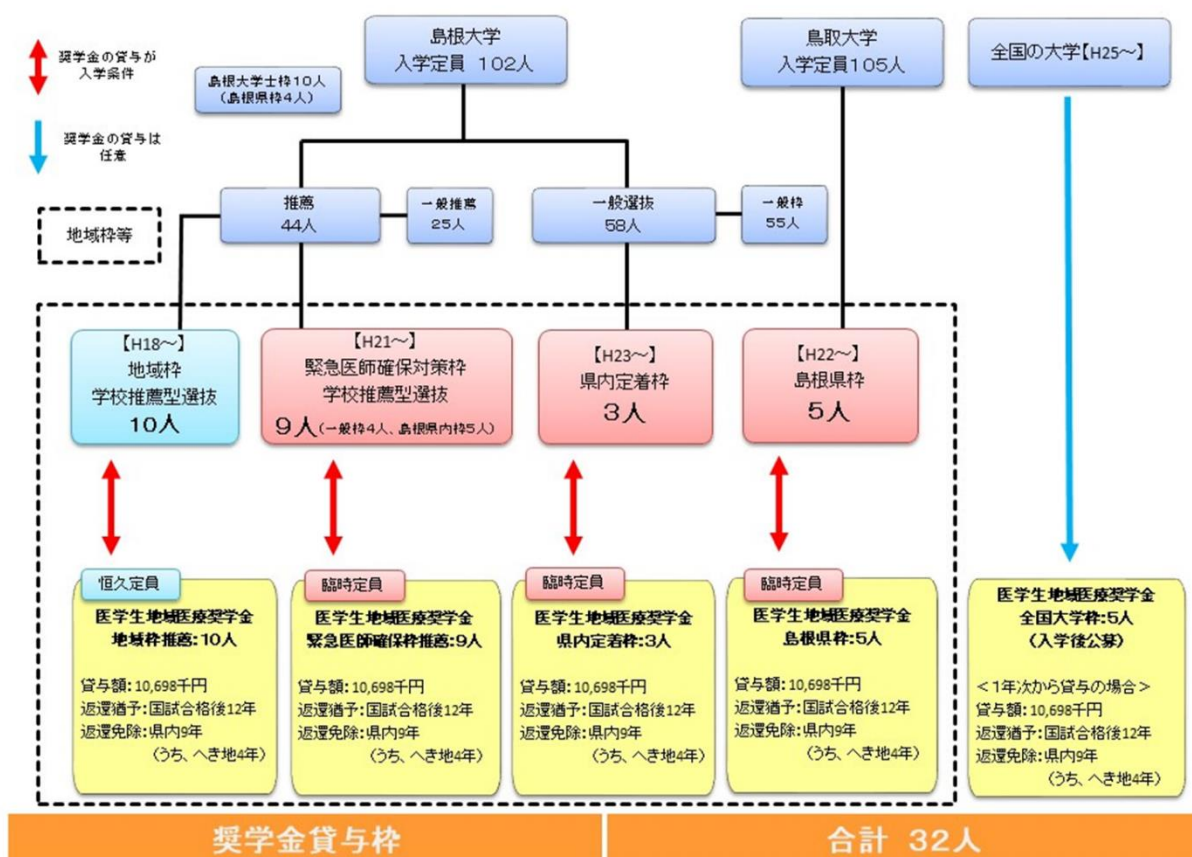 奨学金の貸与が
入学条件
奨学金の貸与は
任意
地域枠等
島根大学
入学定員 102人
島根大学士枠10人
(島根県枠4人)
鳥取大学
入学定員105人
全国の大学【H25～】
推薦
44人
一般推薦
25人
一般選抜
58人
一般枠
55人
【H18～】
地域枠
学校推薦型選抜
10人
【H21～】
緊急医師確保対策枠
学校推薦型選抜
9人(一般枠4人、島根県内枠5人)
【H23～】
県内定着枠
3人
【H22～】
島根県枠
5人
恒久定員
医学生地域医療奨学金
地域枠推薦:10人
貸与額:10,698千円
返還猶予:国試合格後12年
返還免除:県内9年
(うち、へき地4年)
臨時定員
医学生地域医療奨学金
緊急医師確保枠推薦:9人
貸与額:10,698千円
返還猶予:国試合格後12年
返還免除:県内9年
(うち、へき地4年)
臨時定員
医学生地域医療奨学金
県内定着枠:3人
貸与額:10,698千円
返還猶予:国試合格後12年
返還免除:県内9年
(うち、へき地4年)
臨時定員
医学生地域医療奨学金
島根県枠:5人
貸与額:10,698千円
返還猶予:国試合格後12年
返還免除:県内9年
(うち、へき地4年)
医学生地域医療奨学金
全国大学枠:5人
(入学後公募)
＜1年次から貸与の場合＞
貸与額:10,698千円
返還猶予:国試合格後12年
返還免除:県内9年
(うち、へき地4年)
奨学金貸与枠
合計 32人